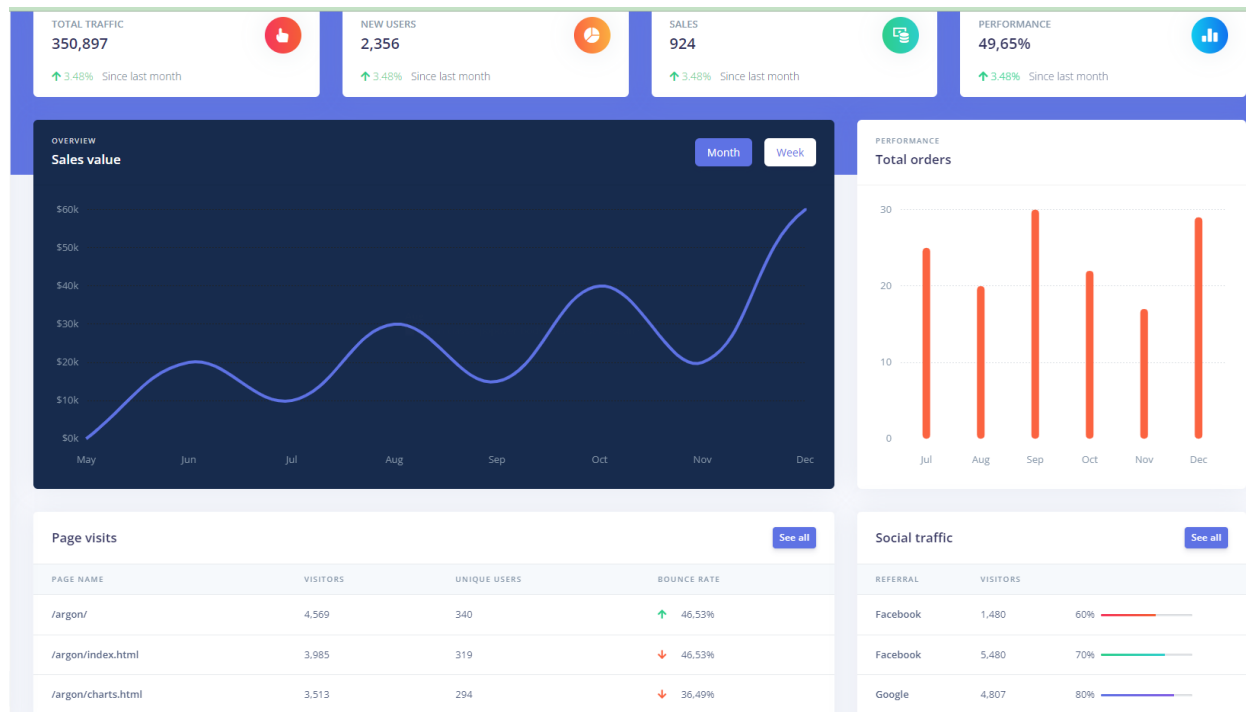 TOTAL TRAFFIC
350,897
3.48% Since last month
NEW USERS
2,356
3.48% Since last month
SALES
924
3.48% Since last month
PERFORMANCE
49,65%
3.48% Since last month
OVERVIEW
Sales value
Month Week
$60k
$50k
$40k
$30k
$20k
$10k
$0k
May Jun Jul Aug Sep Oct Nov Dec
PERFORMANCE
Total orders
30
20
10
0
Jul Aug Sep Oct Nov Dec
Page visits See all
PAGE NAME VISITORS UNIQUE USERS BOUNCE RATE
/argon/ 4,569 340 46,53%
/argon/index.html 3,985 319 46,53%
/argon/charts.html 3,513 294 36,49%
Social traffic See all
REFERRAL VISITORS
Facebook 1,480 60%
Facebook 5,480 70%
Google 4,807 80%